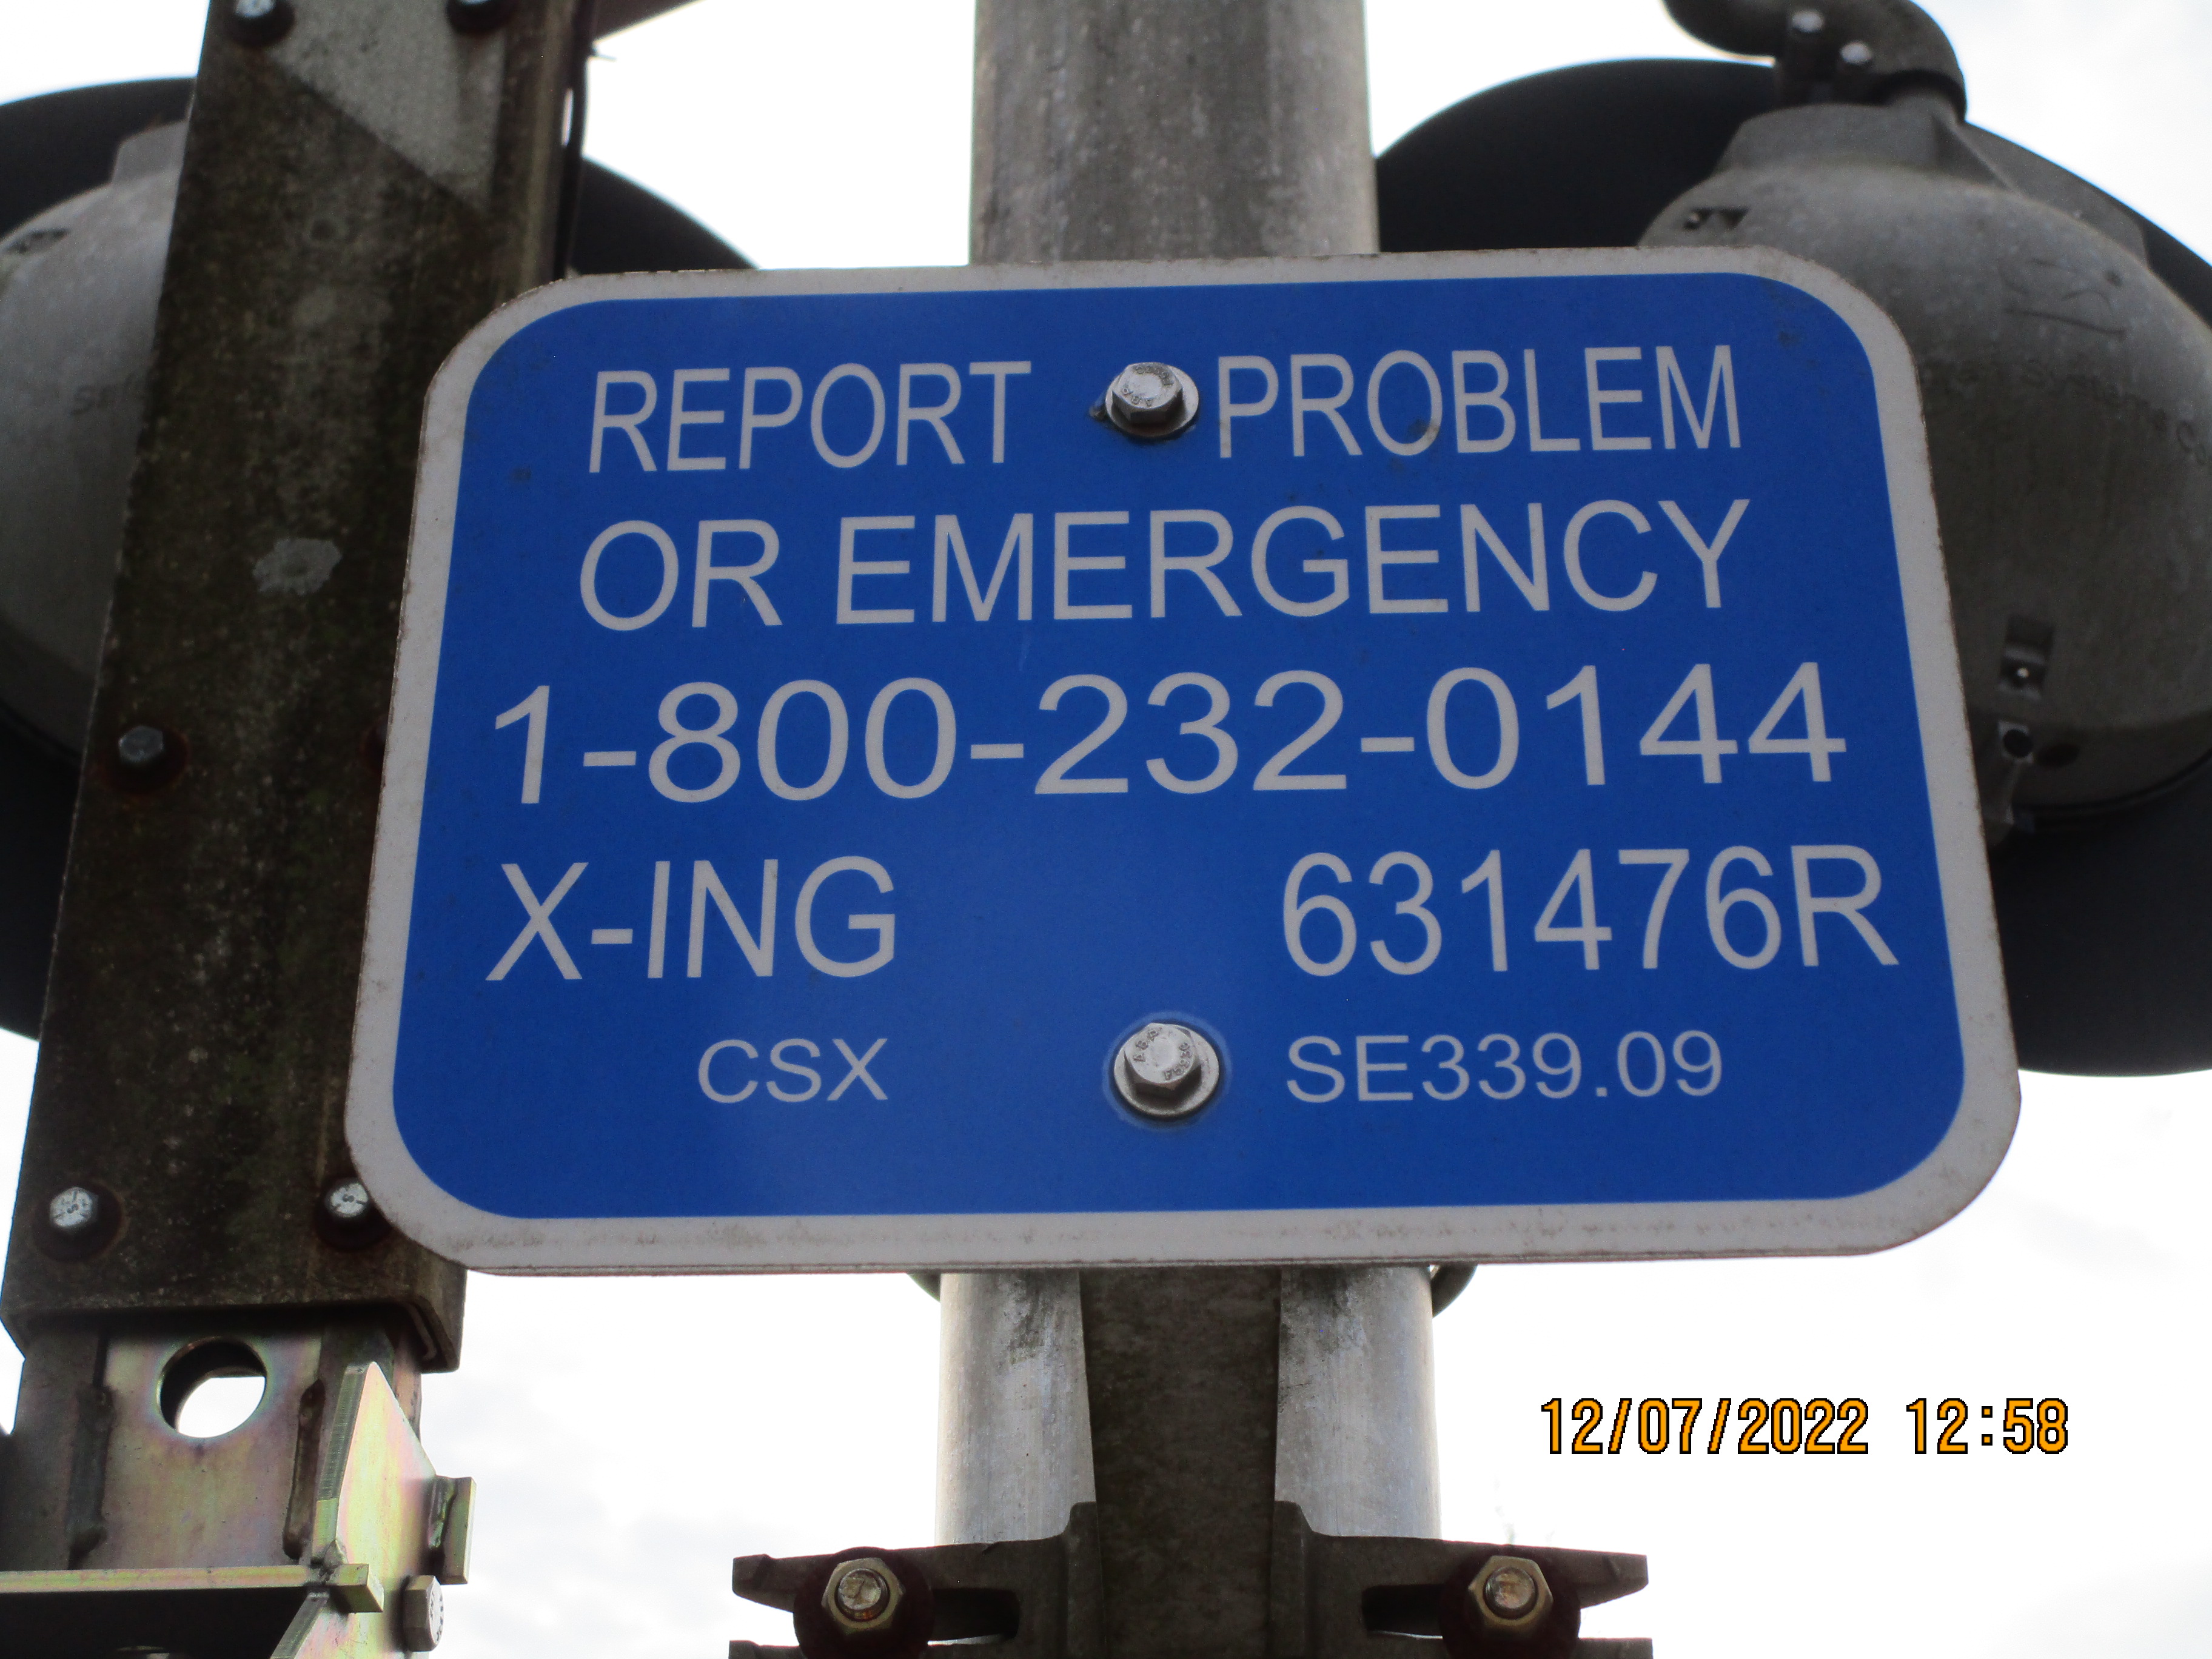 REPORT PROBLEM
OR EMERGENCY
1-800-232-0144
X-ING 631476R
CSX SE339.09
12/07/2022 12:58